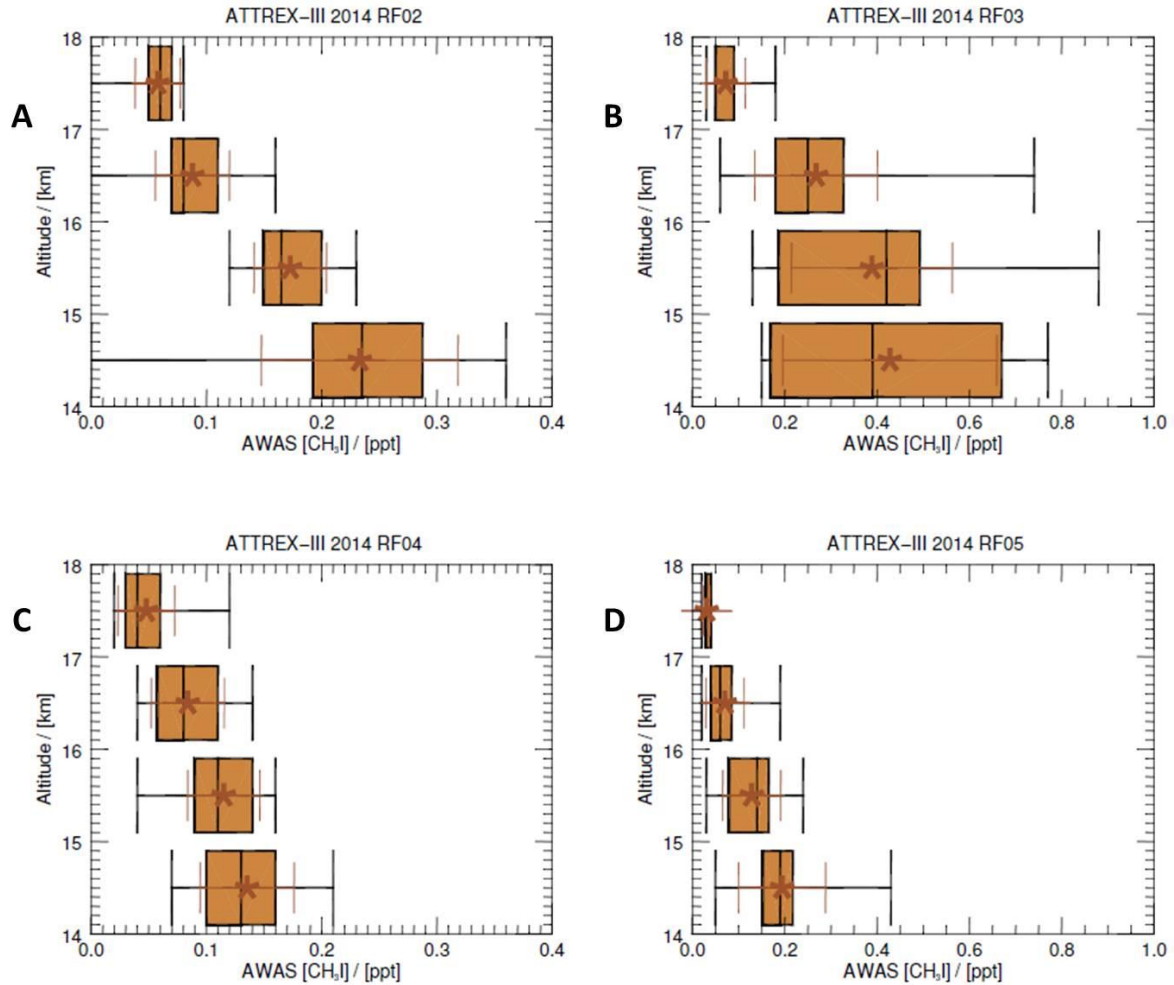 ATTREX-III 2014 RF02
A
18
17
16
15
14
Altitude / [km]
0.0 0.1 0.2 0.3 0.4
AWAS [CH₃I] / [ppt]
ATTREX-III 2014 RF03
B
18
17
16
15
14
Altitude / [km]
0.0 0.2 0.4 0.6 0.8 1.0
AWAS [CH₃I] / [ppt]
ATTREX-III 2014 RF04
C
18
17
16
15
14
Altitude / [km]
0.0 0.1 0.2 0.3 0.4
AWAS [CH₃I] / [ppt]
ATTREX-III 2014 RF05
D
18
17
16
15
14
Altitude / [km]
0.0 0.2 0.4 0.6 0.8 1.0
AWAS [CH₃I] / [ppt]